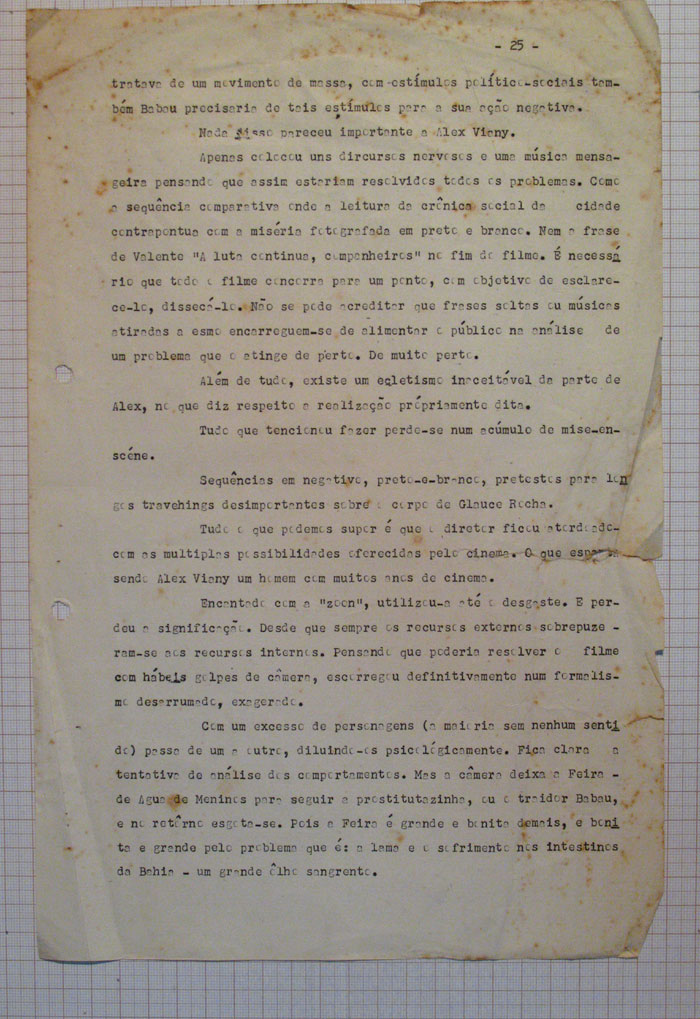 - 25 -
tratava de um movimento de massa, com estímulos político-sociais tam-
bém Babau precisaria de tais estímulos para a sua ação negativa.
Nada disso pareceu importante a Alex Viany.
Apenas colocou uns dircursos nervosos e uma música mensa-
geira pensando que assim estariam resolvidos todos os problemas. Como
a sequência comparativa onde a leitura da crônica social da cidade
contrapontua com a miséria fotografada em preto e branco. Nem a frase
de Valente "A luta continua, companheiros" no fim do filme. É necessá
rio que todo o filme concorra para um ponto, com objetivo de esclare-
ce-lo, dissecá-lo. Não se pode acreditar que frases soltas ou músicas
atiradas a esmo encarreguem-se de alimentar o público na análise de
um problema que o atinge de perto. De muito perto.
Além de tudo, existe um eqletismo inaceitável da parte de
Alex, no que diz respeito a realização própriamente dita.
Tudo que tencionou fazer perde-se num acúmulo de mise-en-
scéne.
Sequências em negativo, preto-e-branco, pretestos para lon
gos travehings desimportantes sobre o corpo de Glauce Rocha.
Tudo o que podemos supor é que o diretor ficou atordoado-
com as multiplas possibilidades oferecidas pelo cinema. O que espanta
sendo Alex Viany um homem com muitos anos de cinema.
Encantado com a "zoon", utilizou-a até o desgaste. E per-
deu a significação. Desde que sempre os recursos externos sobrepuze -
ram-se aos recursos internos. Pensando que poderia resolver o filme
com hábeis golpes de câmera, escorregou definitivamente num formalis-
mo desarrumado, exagerado.
Com um excesso de personagens (a maioria sem nenhum senti
do) passa de um a outro, diluindo-os psicológicamente. Fica clara a
tentativa de análise dos comportamentos. Mas a câmera deixa a Feira -
de Agua de Meninos para seguir a prostitutazinha, ou o traidor Babau,
e no retôrno esgota-se. Pois a Feira é grande e bonita demais, e boni
ta e grande pelo problema que é: a lama e o sofrimento nos intestinos
da Bahia - um grande ôlho sangrento.